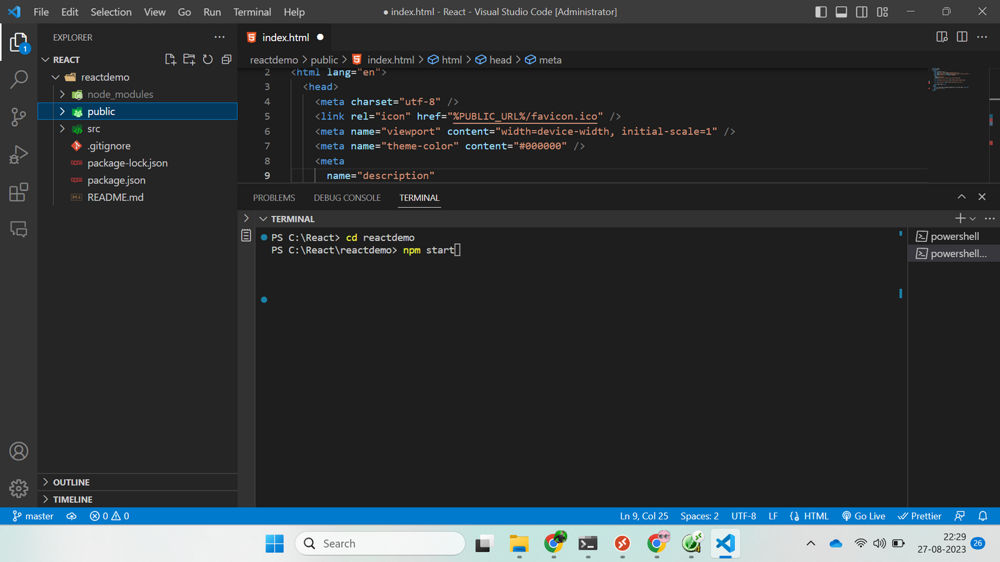 File Edit Selection View Go Run Terminal Help
● index.html - React - Visual Studio Code [Administrator]
1
EXPLORER
REACT
reactdemo
node_modules
public
src
.gitignore
package-lock.json
package.json
README.md
OUTLINE
TIMELINE
index.html
reactdemo > public > index.html > html > head > meta
2 <html lang="en">
3 <head>
4 <meta charset="utf-8" />
5 <link rel="icon" href="%PUBLIC_URL%/favicon.ico" />
6 <meta name="viewport" content="width=device-width, initial-scale=1" />
7 <meta name="theme-color" content="#000000" />
8 <meta
9 name="description"
PROBLEMS DEBUG CONSOLE TERMINAL
TERMINAL
PS C:\React> cd reactdemo
PS C:\React\reactdemo> npm start
powershell
powershell...
master 0 0 Ln 9, Col 25 Spaces: 2 UTF-8 LF HTML Go Live Prettier
Search
22:29
27-08-2023
26